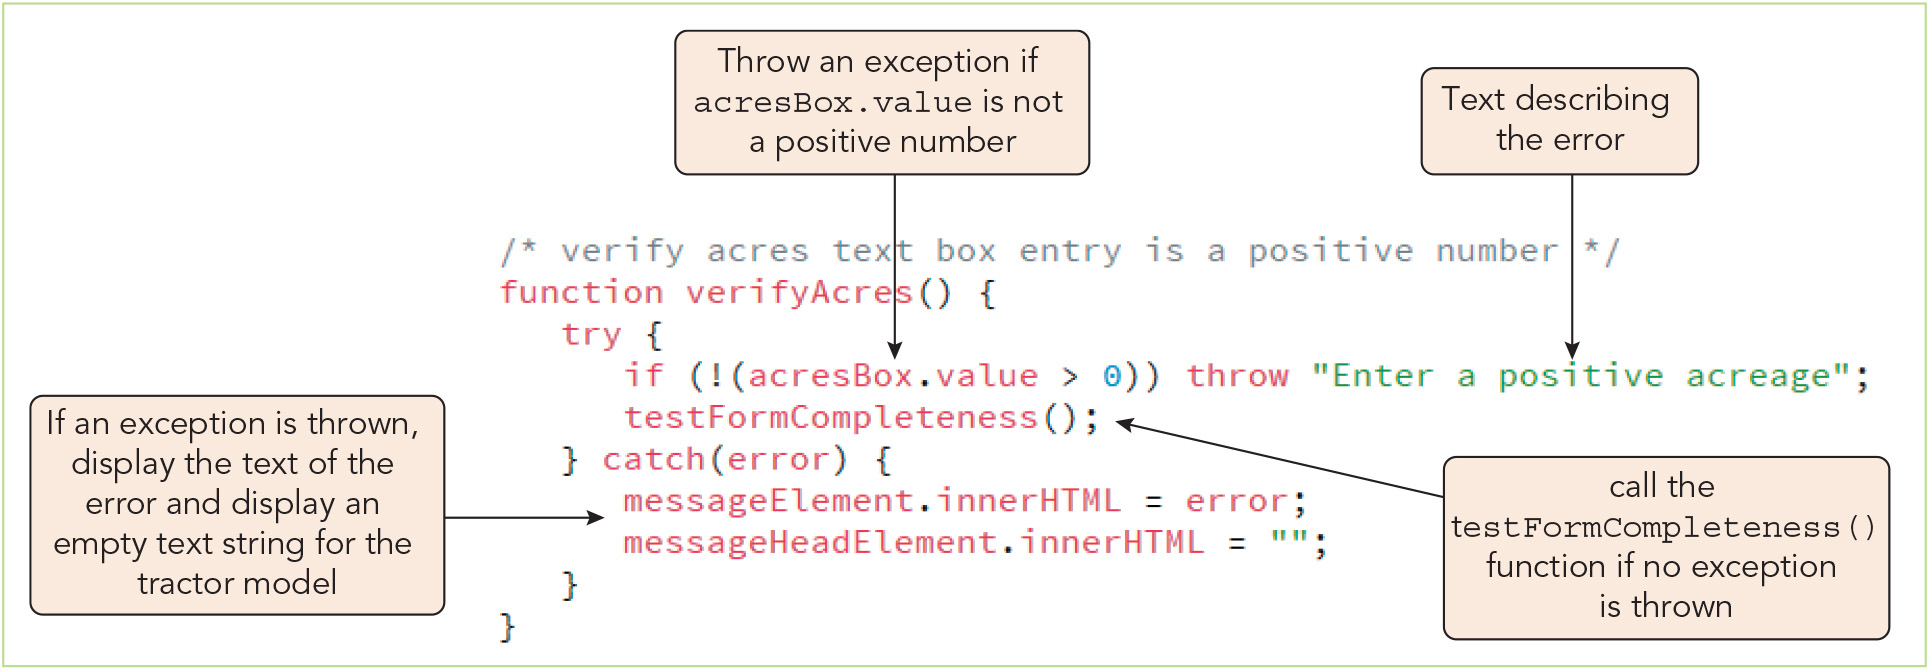 Throw an exception if
acresBox.value is not
a positive number
Text describing
the error
/* verify acres text box entry is a positive number */
function verifyAcres() {
try {
if (!(acresBox.value > 0)) throw "Enter a positive acreage";
testFormCompleteness();
} catch(error) {
messageElement.innerHTML = error;
messageHeadElement.innerHTML = "";
}
}
If an exception is thrown,
display the text of the
error and display an
empty text string for the
tractor model
call the
testFormCompleteness()
function if no exception
is thrown